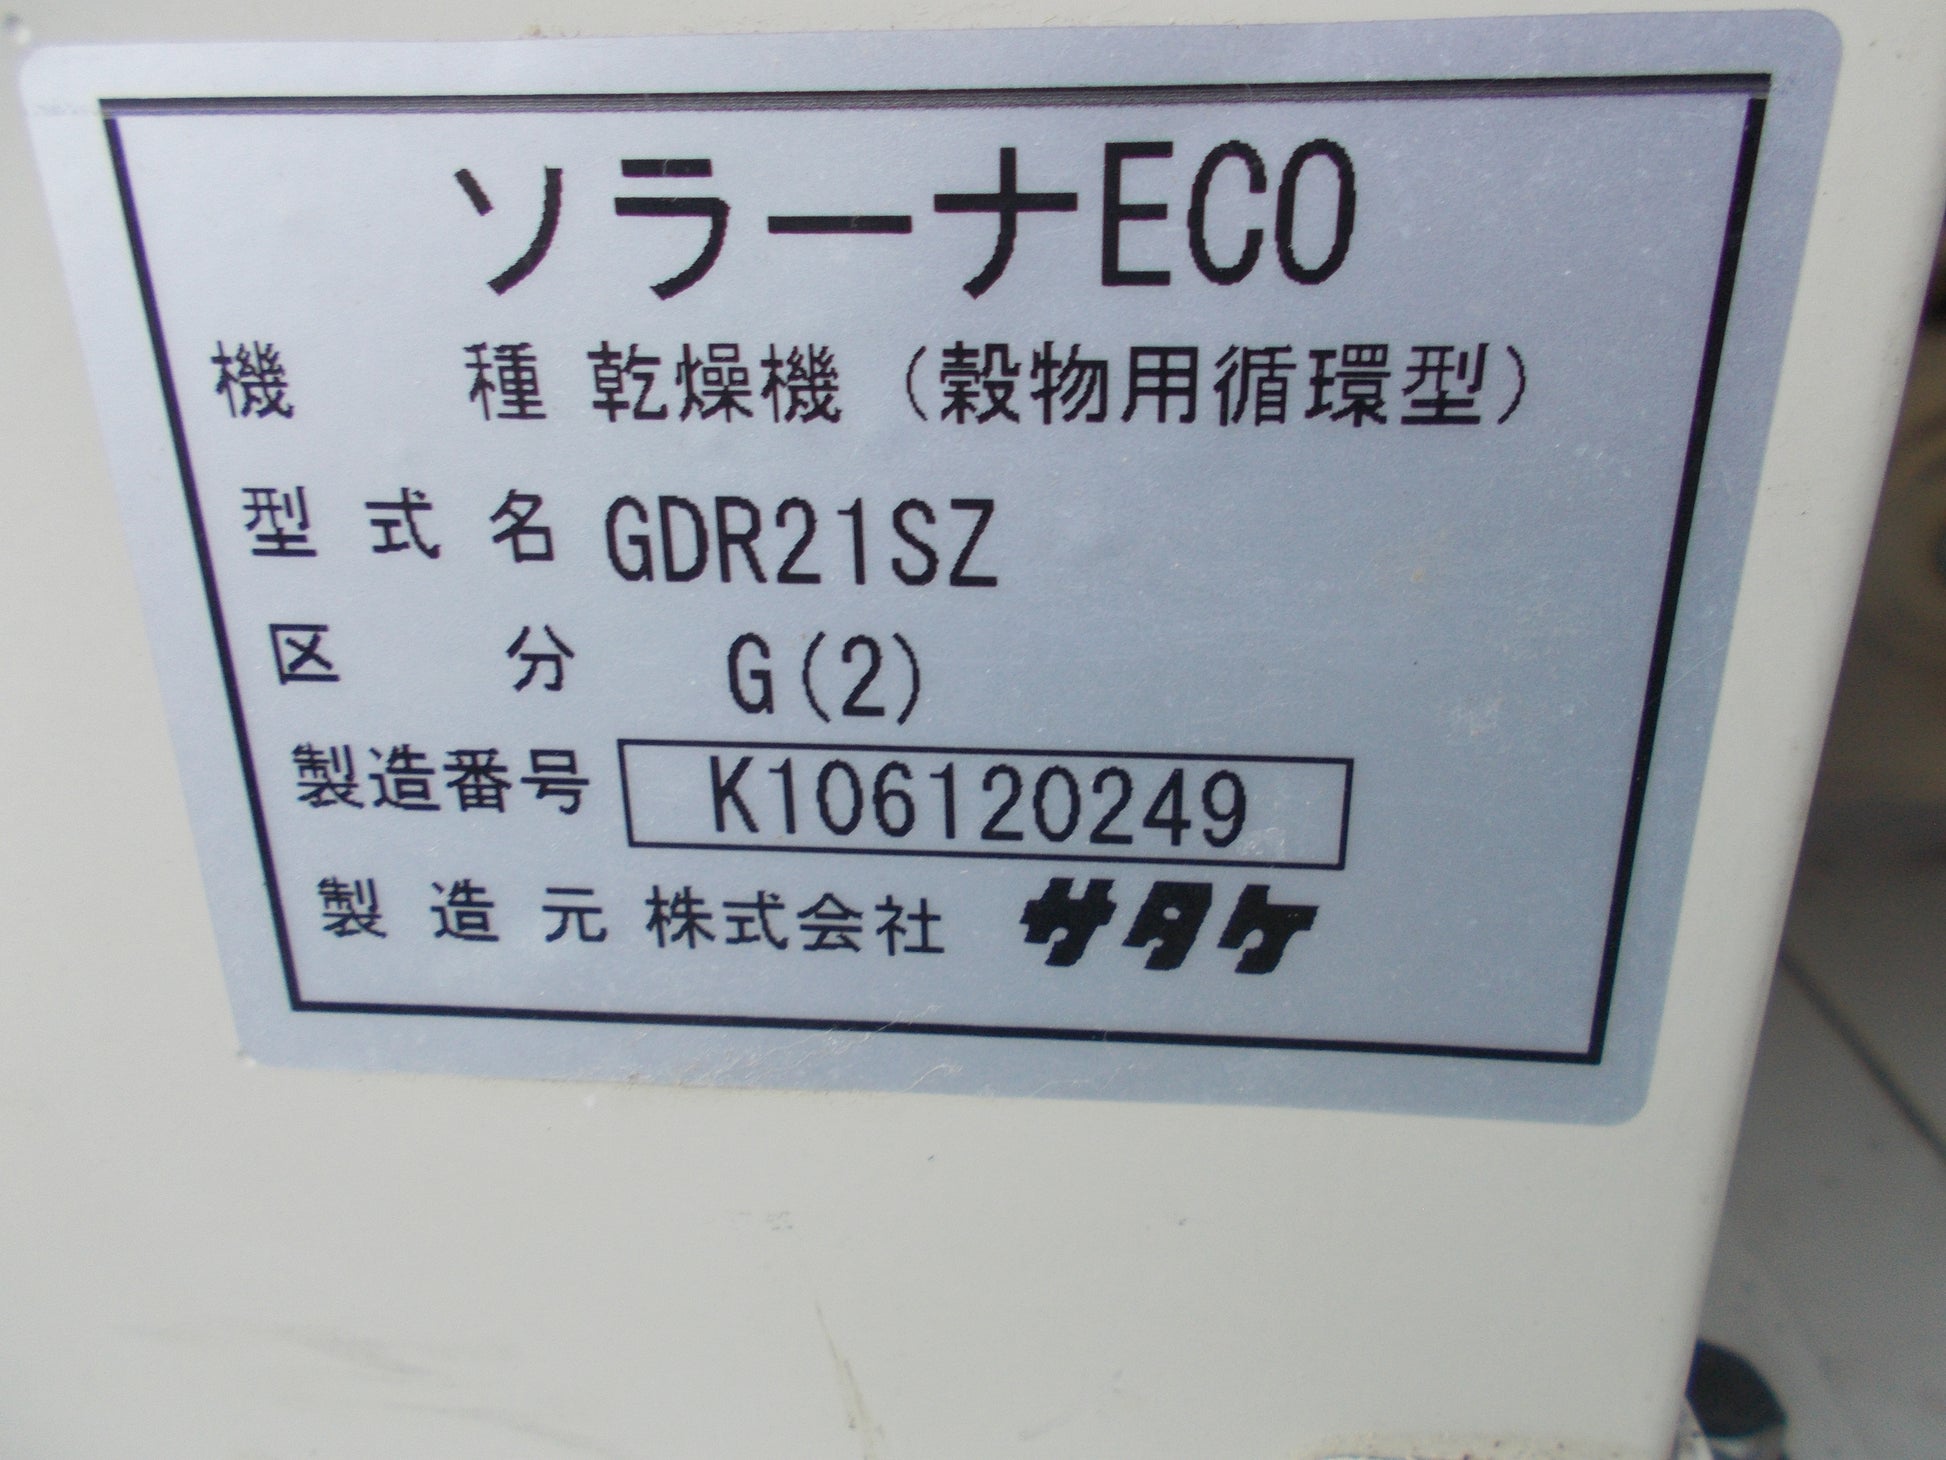 ソラーナECO
機種 乾燥機（穀物用循環型）
型式名 GDR21SZ
区分 G(2)
製造番号 K106120249
製造元 株式会社 サタケ